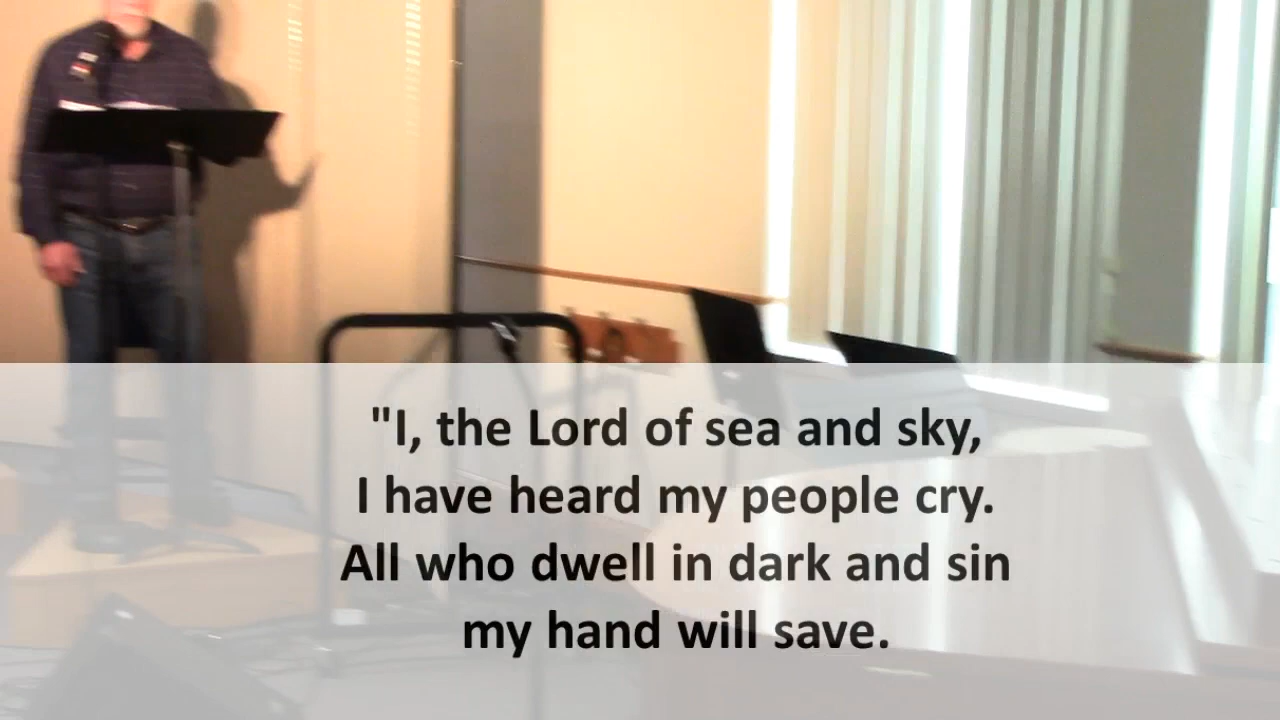 "I, the Lord of sea and sky,
I have heard my people cry.
All who dwell in dark and sin
my hand will save.